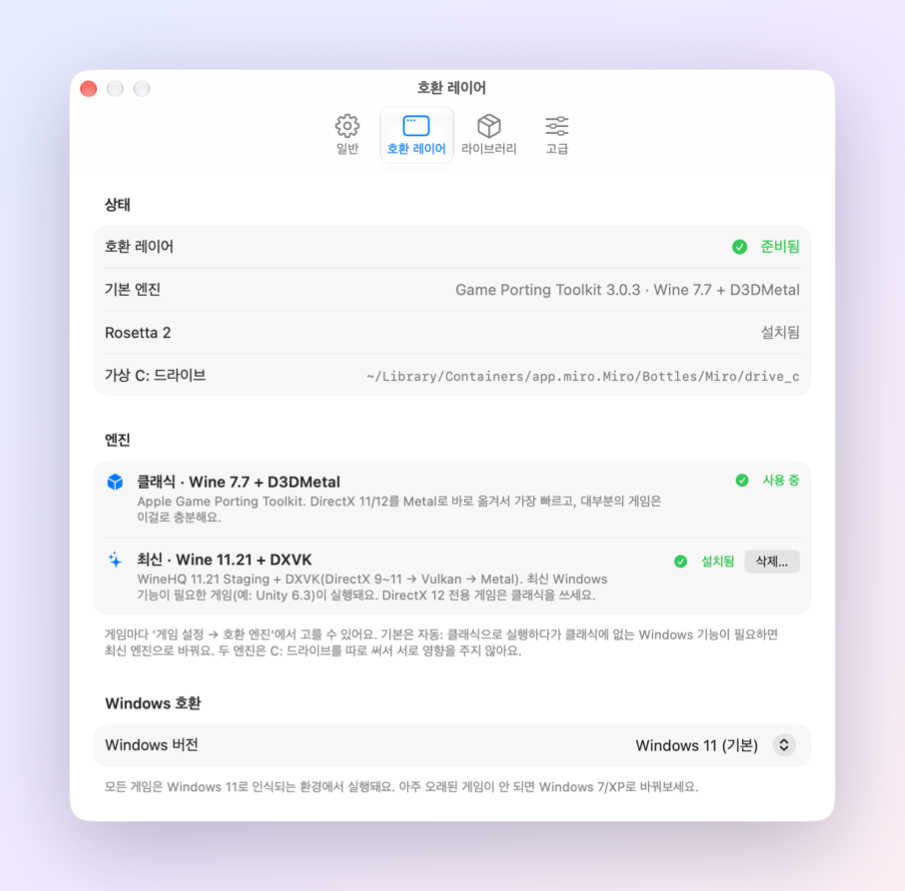 호환 레이어
일반
호환 레이어
라이브러리
고급
상태
호환 레이어
준비됨
기본 엔진
Game Porting Toolkit 3.0.3 · Wine 7.7 + D3DMetal
Rosetta 2
설치됨
가상 C: 드라이브
~/Library/Containers/app.miro.Miro/Bottles/Miro/drive_c
엔진
클래식 · Wine 7.7 + D3DMetal
사용 중
Apple Game Porting Toolkit. DirectX 11/12를 Metal로 바로 옮겨서 가장 빠르고, 대부분의 게임은
이걸로 충분해요.
최신 · Wine 11.21 + DXVK
설치됨
삭제...
WineHQ 11.21 Staging + DXVK(DirectX 9~11 → Vulkan → Metal). 최신 Windows
기능이 필요한 게임(예: Unity 6.3)이 실행돼요. DirectX 12 전용 게임은 클래식을 쓰세요.
게임마다 '게임 설정 → 호환 엔진'에서 고를 수 있어요. 기본은 자동: 클래식으로 실행하다가 클래식에 없는 Windows 기능이 필요하면
최신 엔진으로 바꿔요. 두 엔진은 C: 드라이브를 따로 써서 서로 영향을 주지 않아요.
Windows 호환
Windows 버전
Windows 11 (기본)
모든 게임은 Windows 11로 인식되는 환경에서 실행돼요. 아주 오래된 게임이 안 되면 Windows 7/XP로 바꿔보세요.